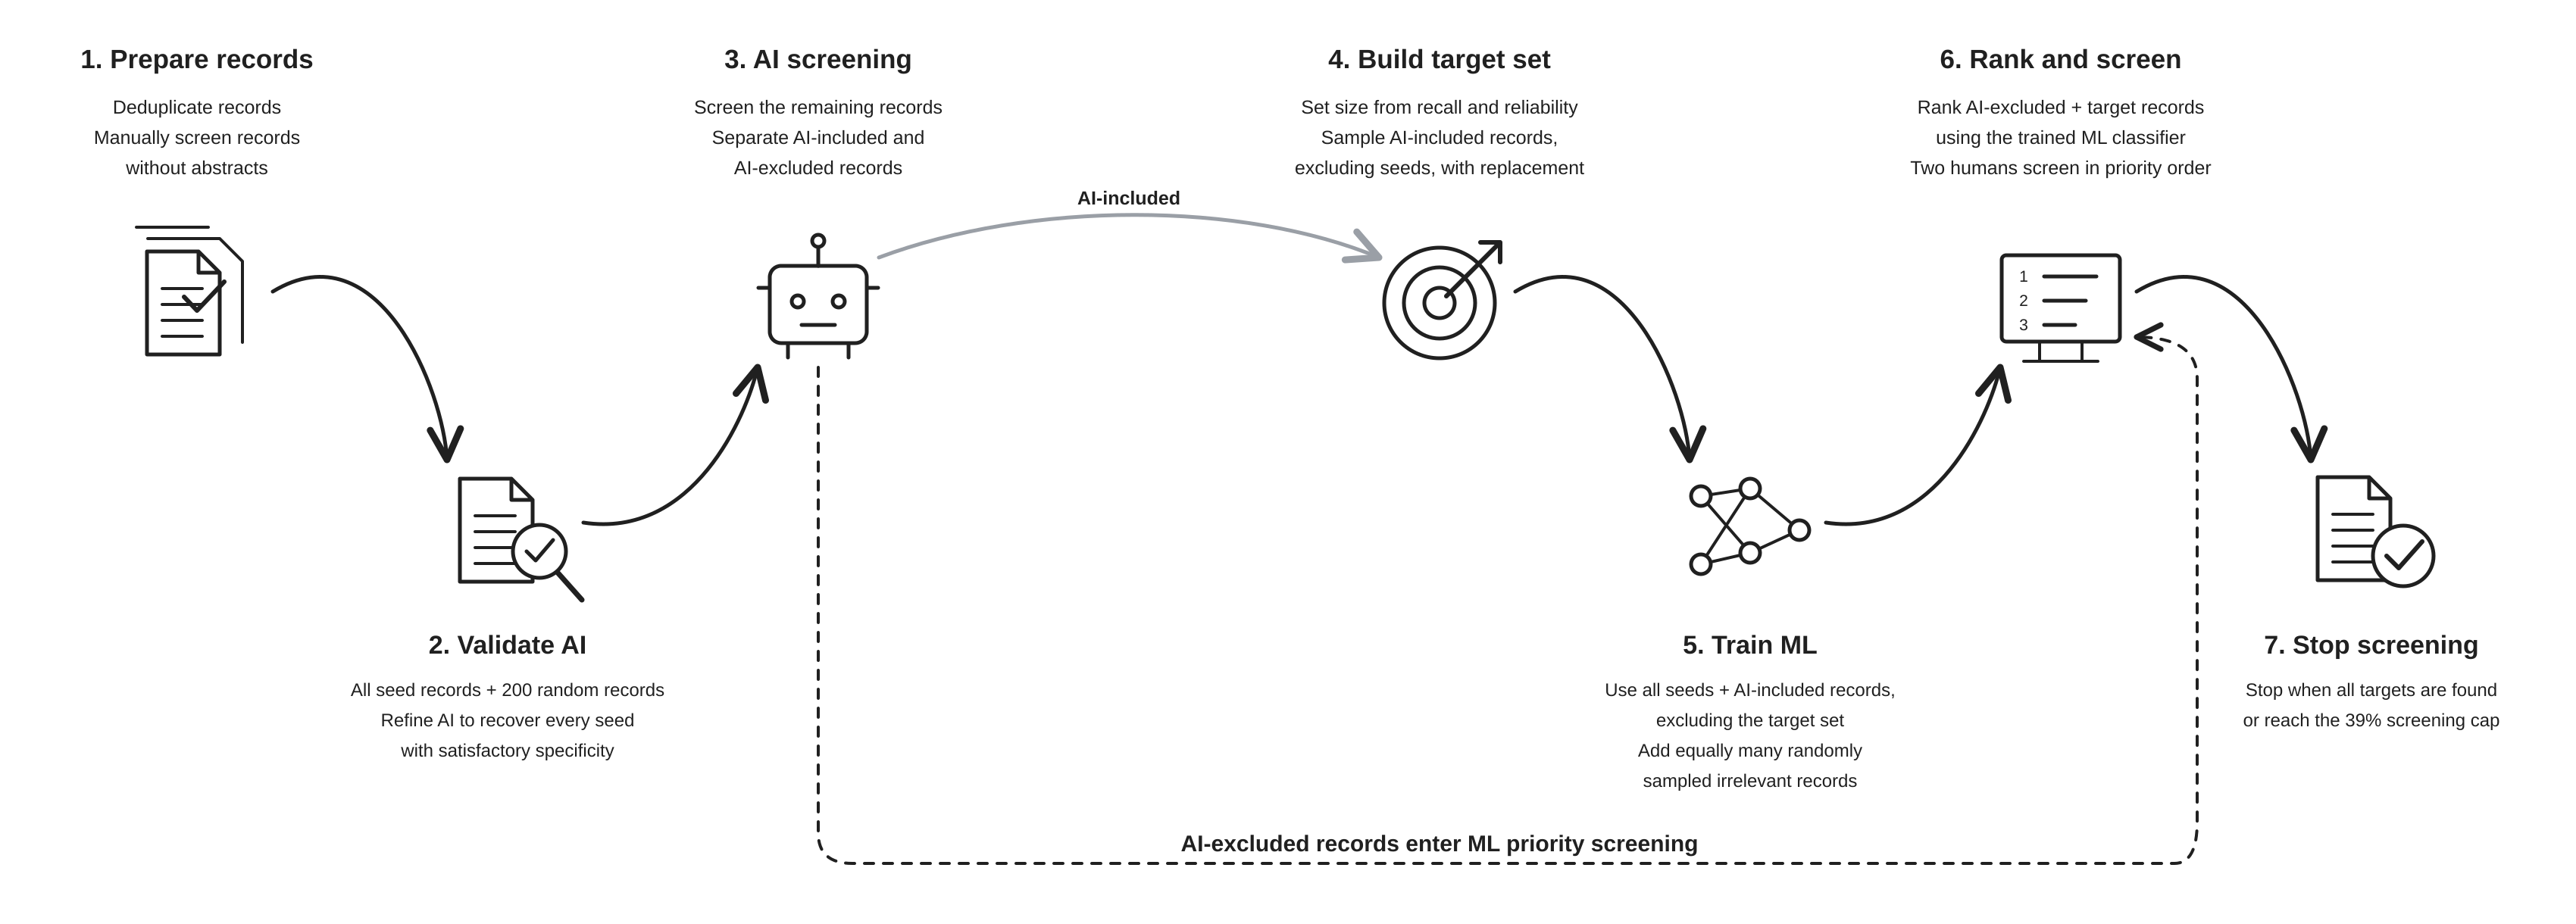 1. Prepare records
Deduplicate records
Manually screen records
without abstracts
2. Validate AI
All seed records + 200 random records
Refine AI to recover every seed
with satisfactory specificity
3. AI screening
Screen the remaining records
Separate AI-included and
AI-excluded records
AI-included
4. Build target set
Set size from recall and reliability
Sample AI-included records,
excluding seeds, with replacement
5. Train ML
Use all seeds + AI-included records,
excluding the target set
Add equally many randomly
sampled irrelevant records
6. Rank and screen
Rank AI-excluded + target records
using the trained ML classifier
Two humans screen in priority order
1
2
3
7. Stop screening
Stop when all targets are found
or reach the 39% screening cap
AI-excluded records enter ML priority screening